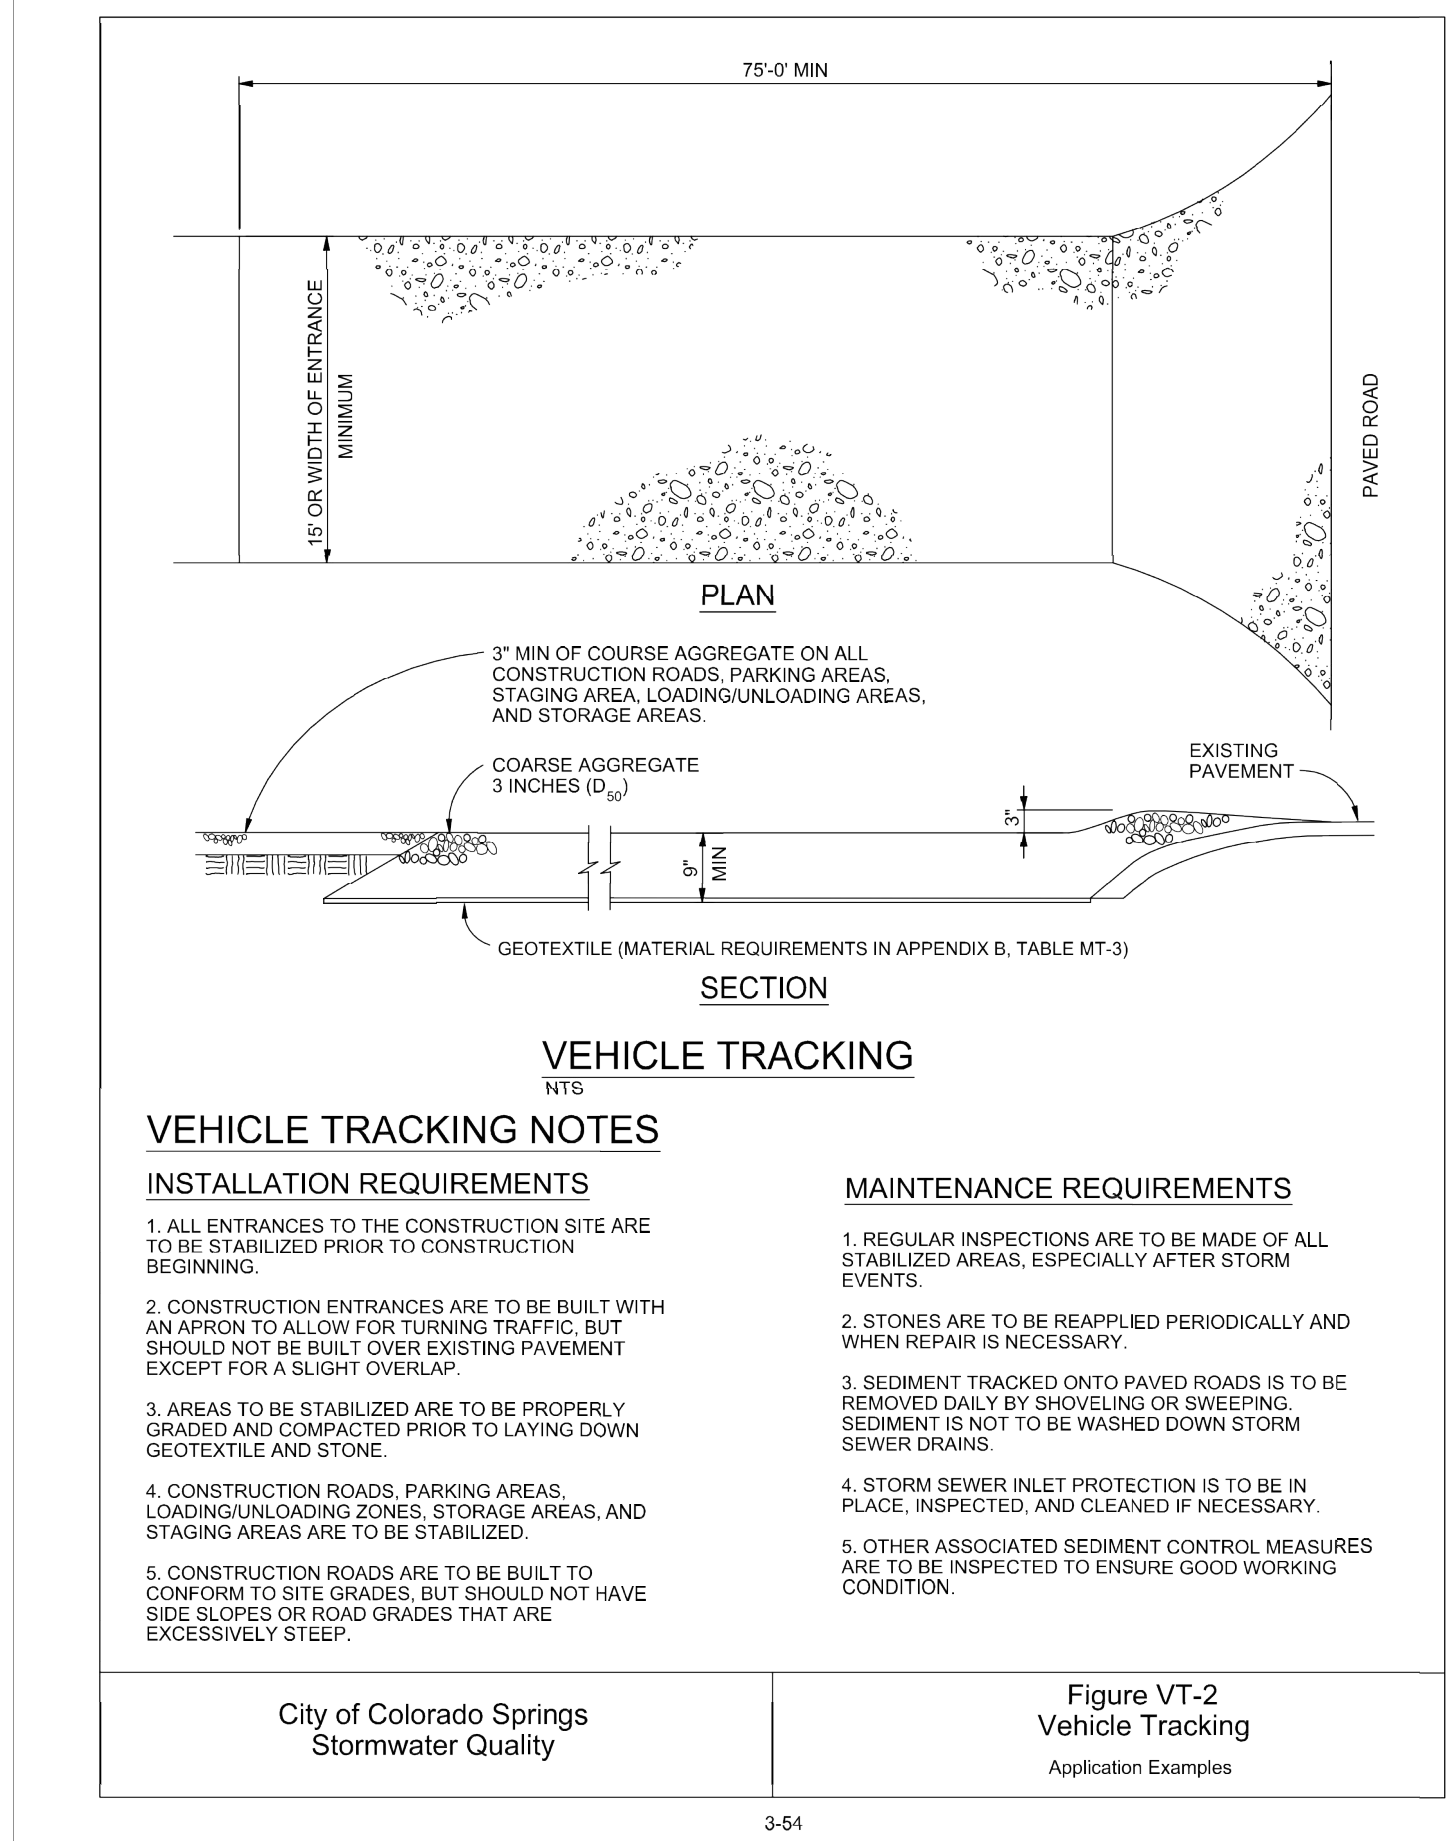 75'-0' MIN
15' OR WIDTH OF ENTRANCE
MINIMUM
PAVED ROAD
PLAN
3" MIN OF COURSE AGGREGATE ON ALL
CONSTRUCTION ROADS, PARKING AREAS,
STAGING AREA, LOADING/UNLOADING AREAS,
AND STORAGE AREAS.
COARSE AGGREGATE
3 INCHES (D50)
EXISTING
PAVEMENT
3"
9"
MIN
GEOTEXTILE (MATERIAL REQUIREMENTS IN APPENDIX B, TABLE MT-3)
SECTION
VEHICLE TRACKING
NTS
VEHICLE TRACKING NOTES
INSTALLATION REQUIREMENTS
1. ALL ENTRANCES TO THE CONSTRUCTION SITE ARE
TO BE STABILIZED PRIOR TO CONSTRUCTION
BEGINNING.
2. CONSTRUCTION ENTRANCES ARE TO BE BUILT WITH
AN APRON TO ALLOW FOR TURNING TRAFFIC, BUT
SHOULD NOT BE BUILT OVER EXISTING PAVEMENT
EXCEPT FOR A SLIGHT OVERLAP.
3. AREAS TO BE STABILIZED ARE TO BE PROPERLY
GRADED AND COMPACTED PRIOR TO LAYING DOWN
GEOTEXTILE AND STONE.
4. CONSTRUCTION ROADS, PARKING AREAS,
LOADING/UNLOADING ZONES, STORAGE AREAS, AND
STAGING AREAS ARE TO BE STABILIZED.
5. CONSTRUCTION ROADS ARE TO BE BUILT TO
CONFORM TO SITE GRADES, BUT SHOULD NOT HAVE
SIDE SLOPES OR ROAD GRADES THAT ARE
EXCESSIVELY STEEP.
MAINTENANCE REQUIREMENTS
1. REGULAR INSPECTIONS ARE TO BE MADE OF ALL
STABILIZED AREAS, ESPECIALLY AFTER STORM
EVENTS.
2. STONES ARE TO BE REAPPLIED PERIODICALLY AND
WHEN REPAIR IS NECESSARY.
3. SEDIMENT TRACKED ONTO PAVED ROADS IS TO BE
REMOVED DAILY BY SHOVELING OR SWEEPING.
SEDIMENT IS NOT TO BE WASHED DOWN STORM
SEWER DRAINS.
4. STORM SEWER INLET PROTECTION IS TO BE IN
PLACE, INSPECTED, AND CLEANED IF NECESSARY.
5. OTHER ASSOCIATED SEDIMENT CONTROL MEASURES
ARE TO BE INSPECTED TO ENSURE GOOD WORKING
CONDITION.
City of Colorado Springs
Stormwater Quality
Figure VT-2
Vehicle Tracking
Application Examples
3-54